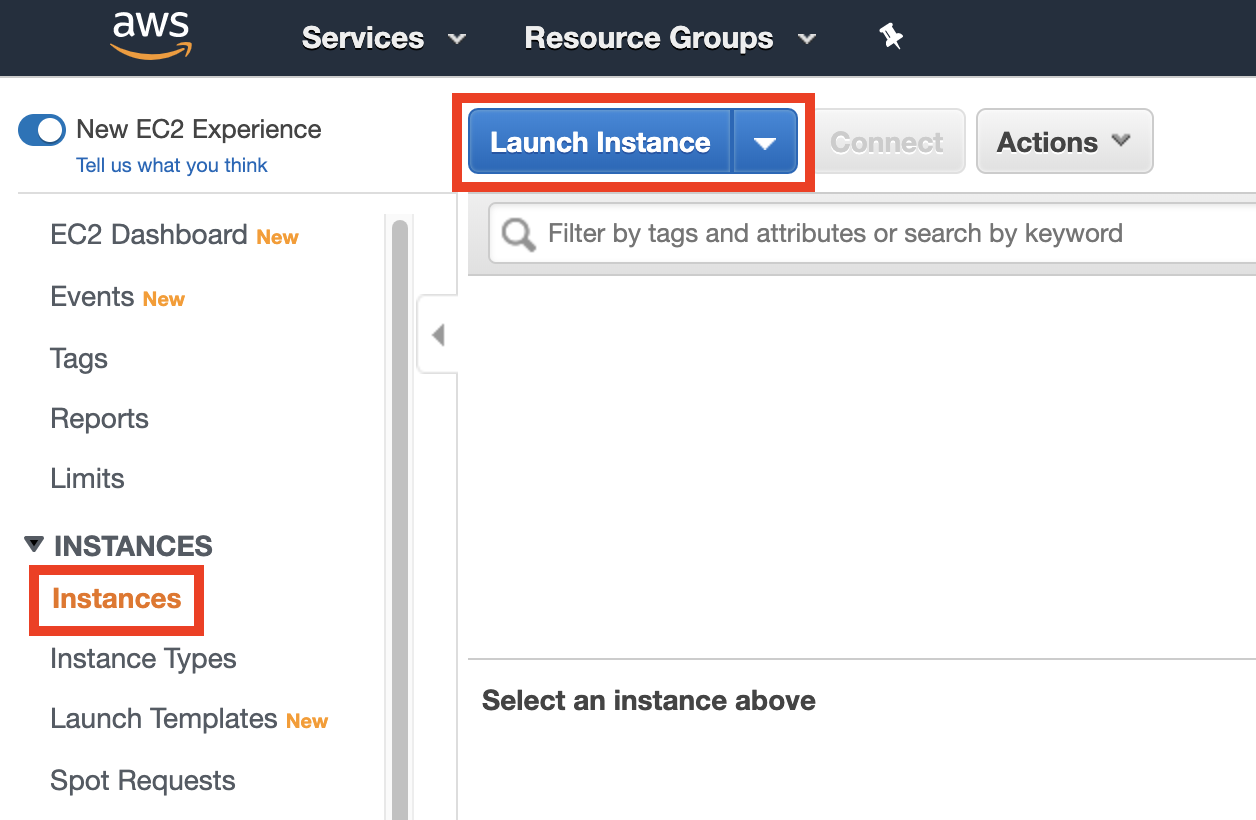 aws
Services
Resource Groups
New EC2 Experience
Tell us what you think
Launch Instance
Connect
Actions
Filter by tags and attributes or search by keyword
EC2 Dashboard New
Events New
Tags
Reports
Limits
INSTANCES
Instances
Instance Types
Launch Templates New
Spot Requests
Select an instance above